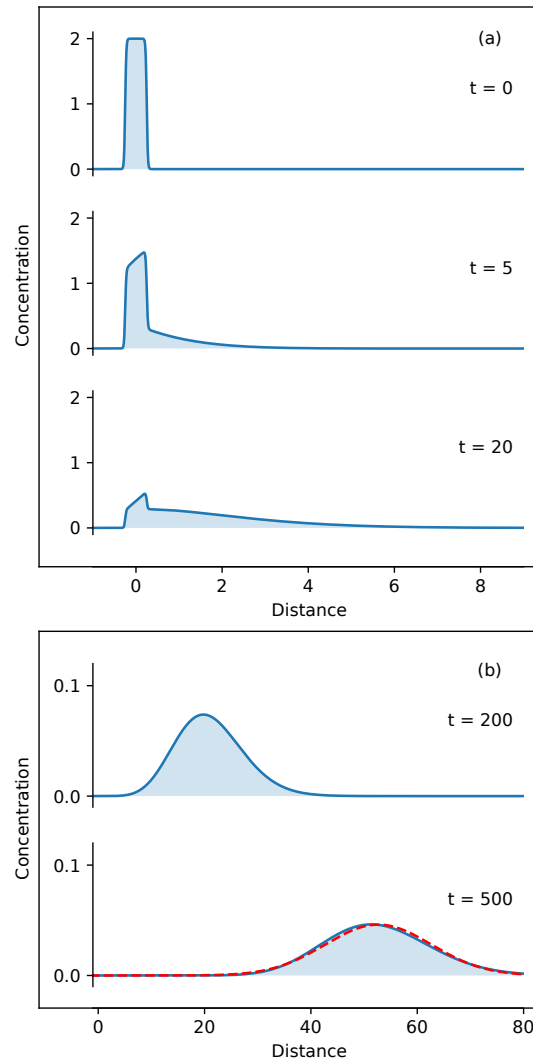 (a)
2
t = 0
1
0
2
t = 5
1
0
2
t = 20
1
0
Concentration
0 2 4 6 8
Distance
(b)
0.1
t = 200
0.0
0.1
t = 500
0.0
Concentration
0 20 40 60 80
Distance